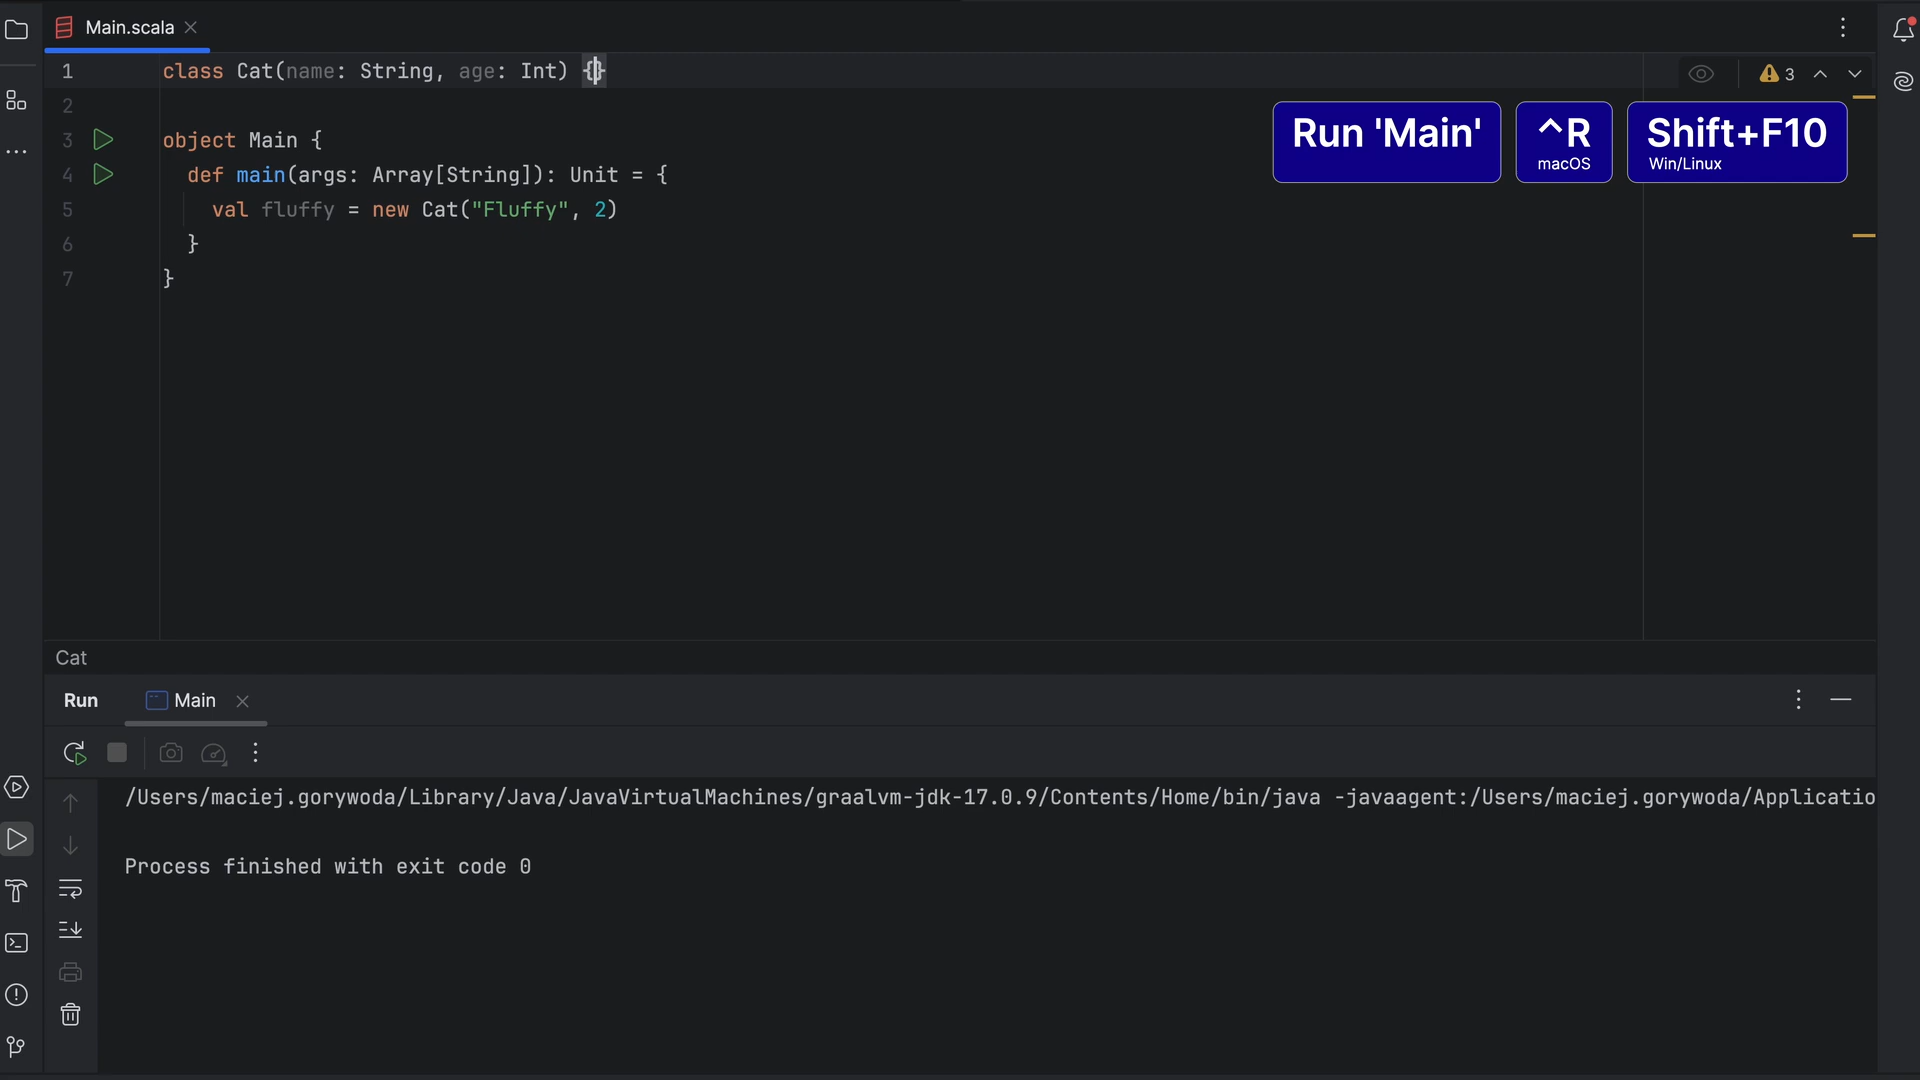 Main.scala
1 class Cat(name: String, age: Int) {}
3
2
3 object Main {
4 def main(args: Array[String]): Unit = {
5 val fluffy = new Cat("Fluffy", 2)
6 }
7 }
Run 'Main'
^R
macOS
Shift+F10
Win/Linux
Cat
Run Main
/Users/maciej.gorywoda/Library/Java/JavaVirtualMachines/graalvm-jdk-17.0.9/Contents/Home/bin/java -javaagent:/Users/maciej.gorywoda/Applicatio
Process finished with exit code 0